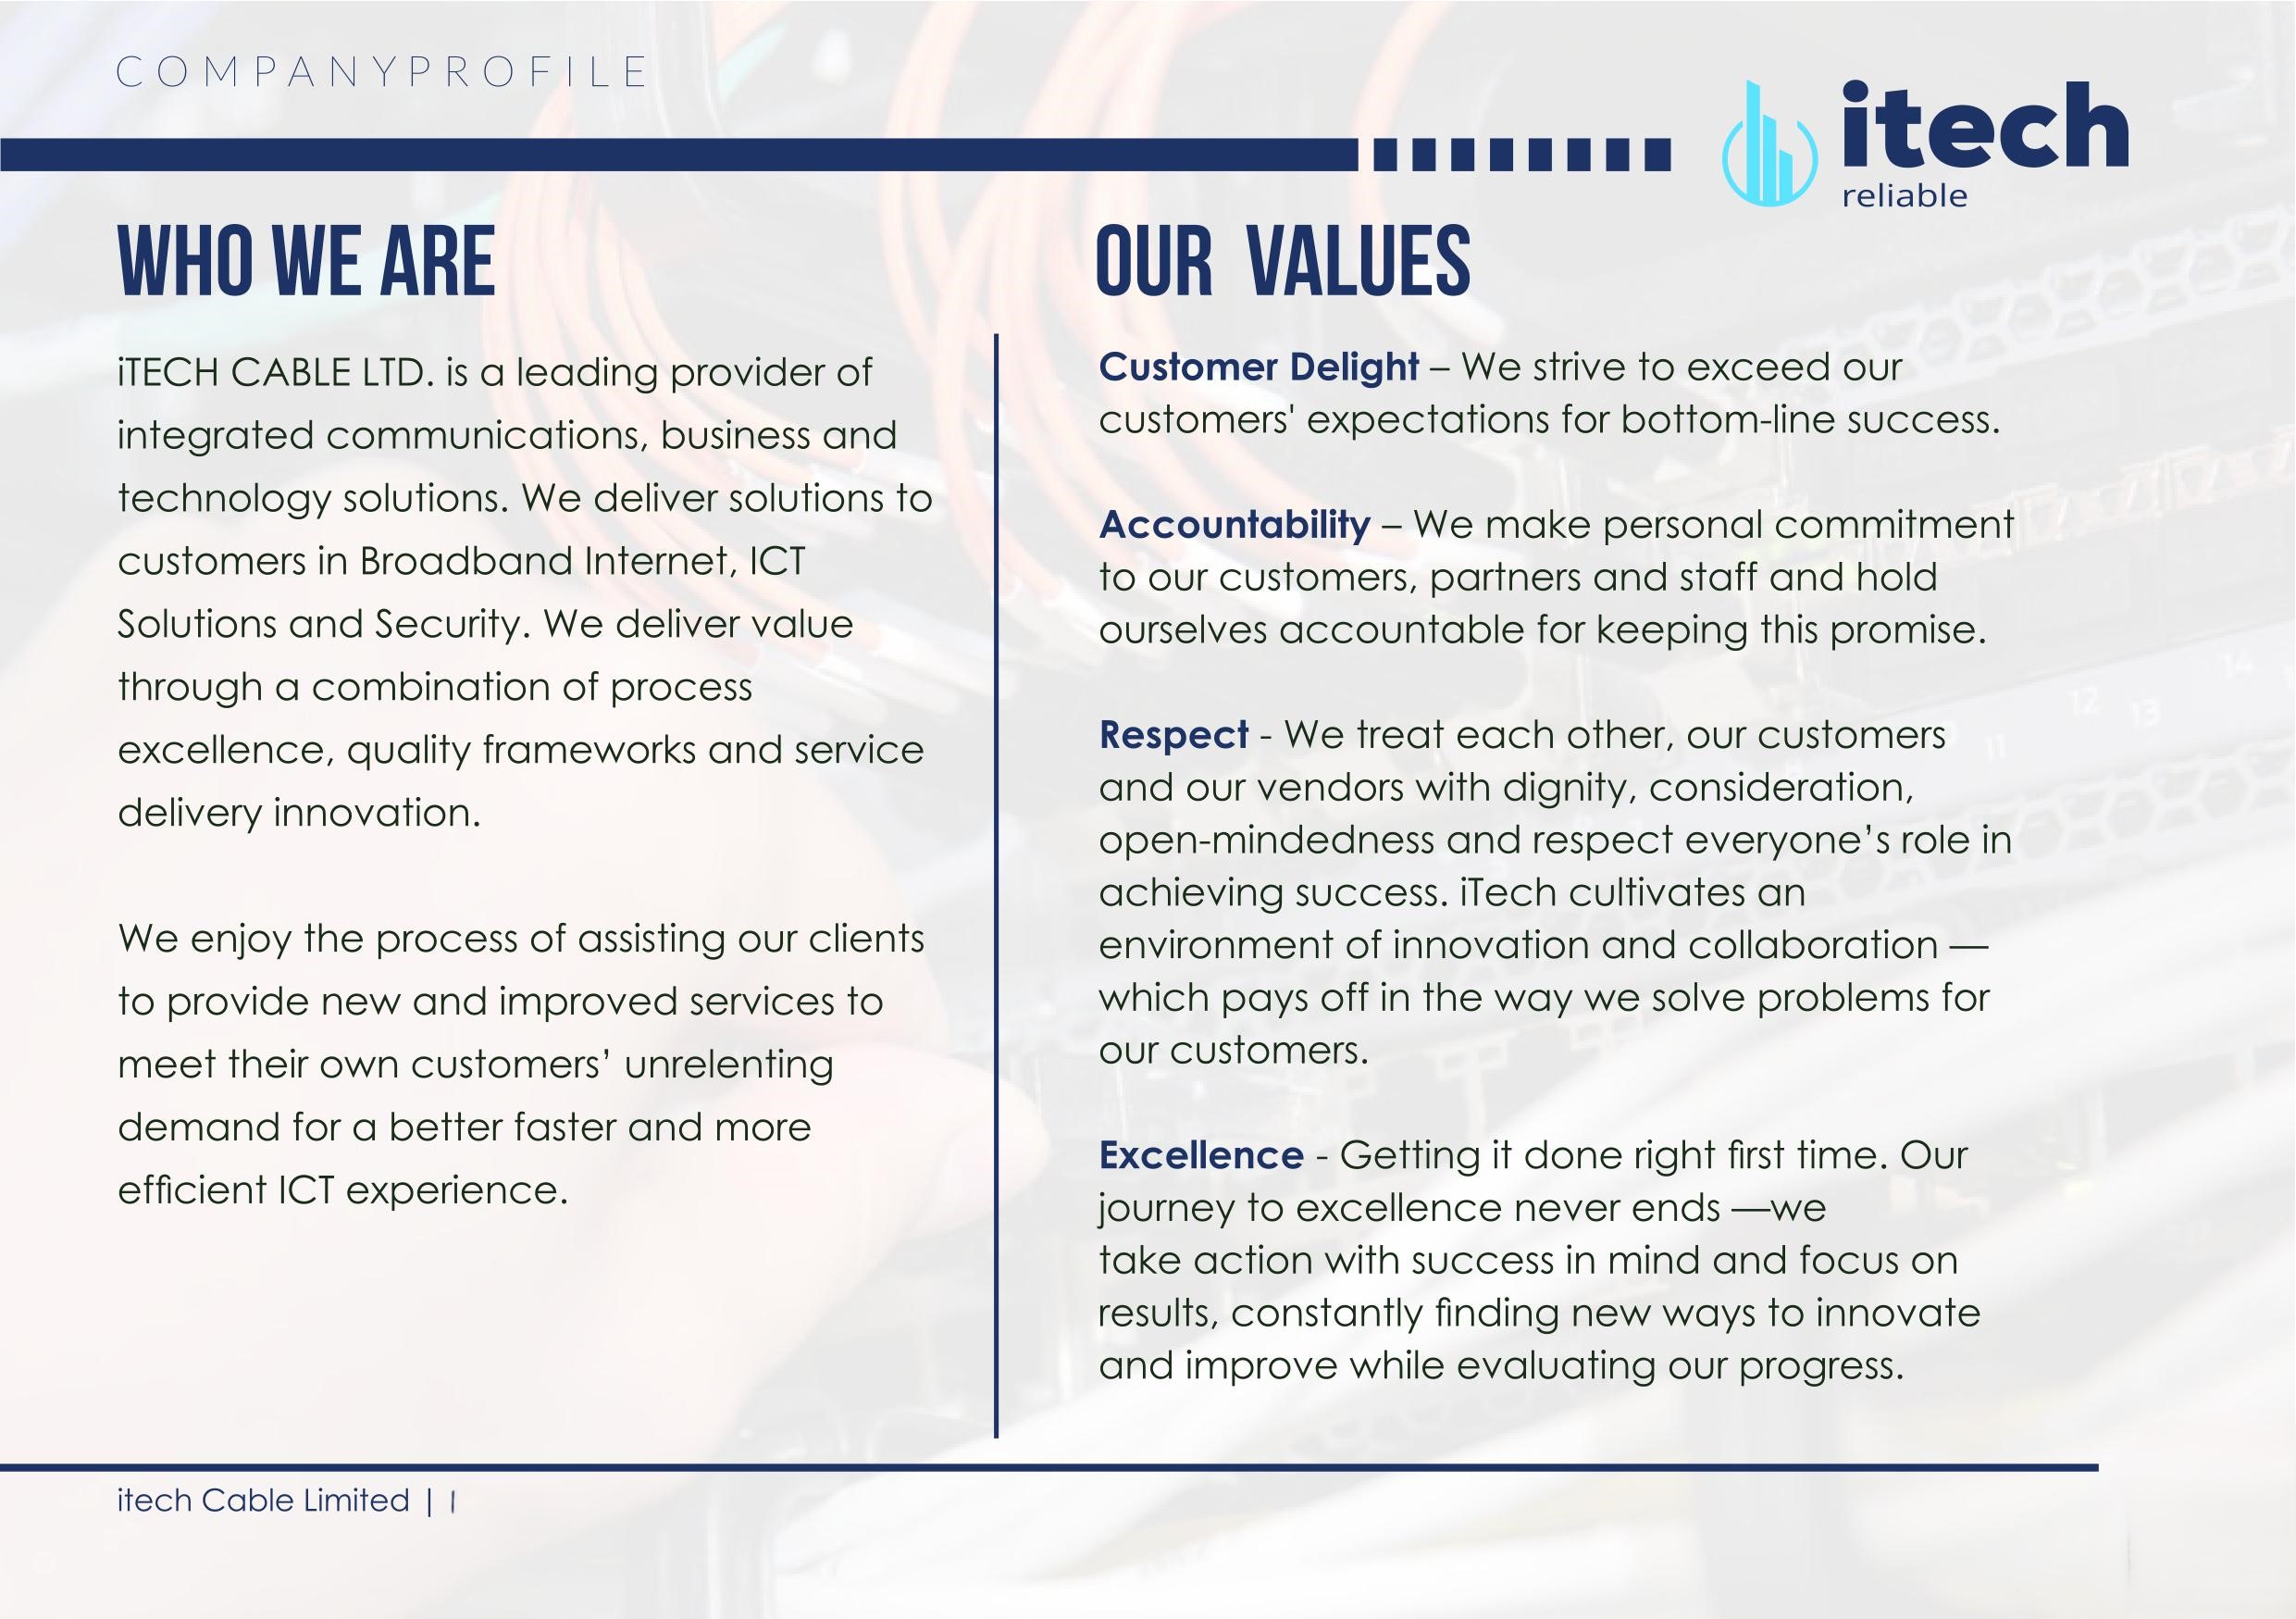 COMPANYPROFILE
itech
reliable
WHO WE ARE
iTECH CABLE LTD. is a leading provider of
integrated communications, business and
technology solutions. We deliver solutions to
customers in Broadband Internet, ICT
Solutions and Security. We deliver value
through a combination of process
excellence, quality frameworks and service
delivery innovation.
We enjoy the process of assisting our clients
to provide new and improved services to
meet their own customers’ unrelenting
demand for a better faster and more
efficient ICT experience.
OUR VALUES
Customer Delight – We strive to exceed our
customers' expectations for bottom-line success.
Accountability – We make personal commitment
to our customers, partners and staff and hold
ourselves accountable for keeping this promise.
Respect - We treat each other, our customers
and our vendors with dignity, consideration,
open-mindedness and respect everyone’s role in
achieving success. iTech cultivates an
environment of innovation and collaboration —
which pays off in the way we solve problems for
our customers.
Excellence - Getting it done right first time. Our
journey to excellence never ends —we
take action with success in mind and focus on
results, constantly finding new ways to innovate
and improve while evaluating our progress.
11
12
13
14
itech Cable Limited | |